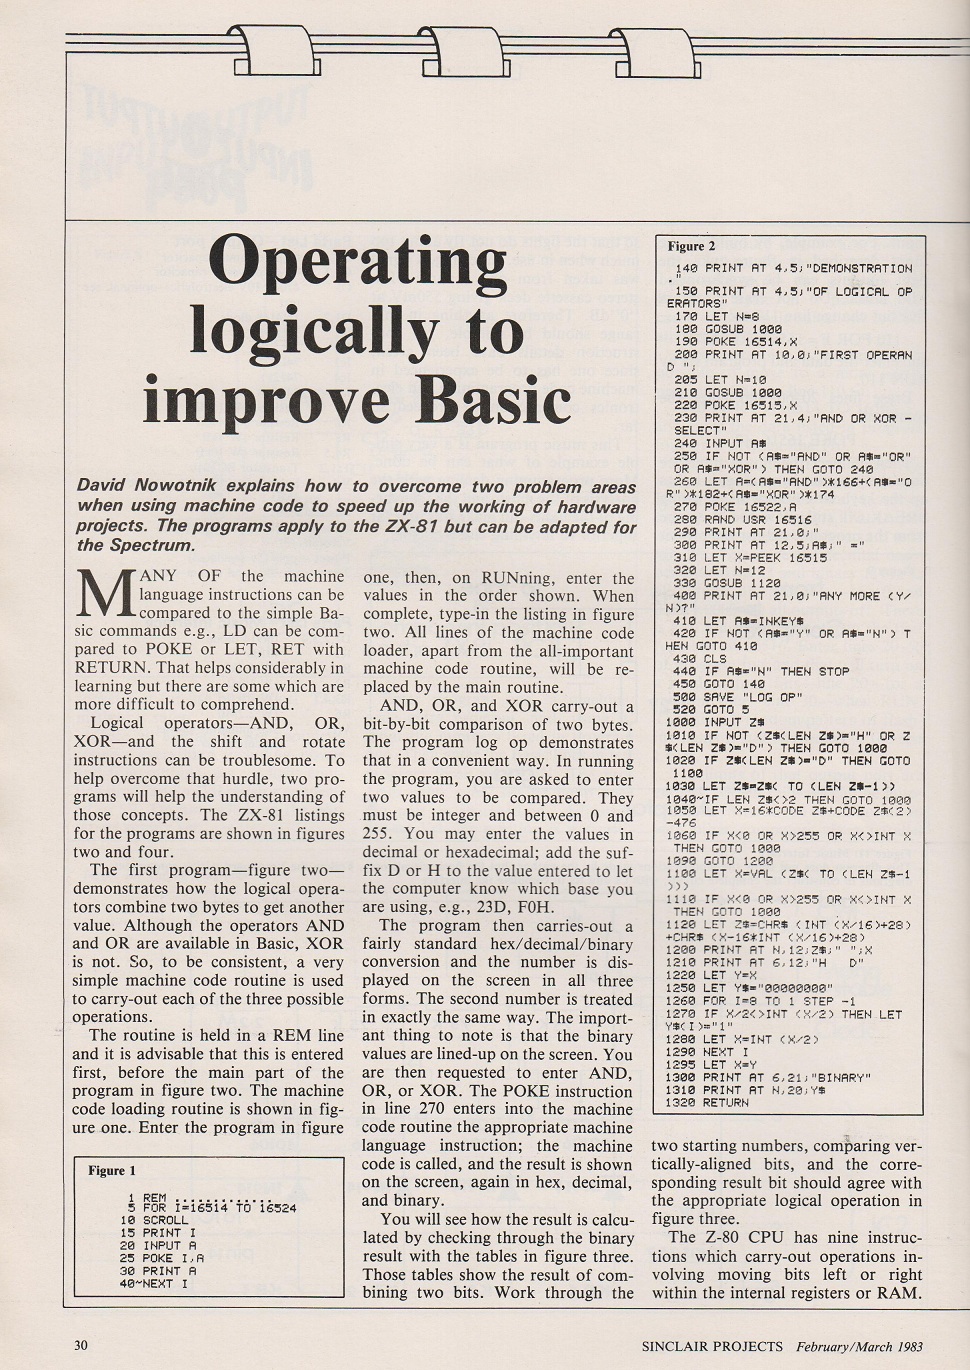 Operating
logically to
improve Basic
David Nowotnik explains how to overcome two problem areas
when using machine code to speed up the working of hardware
projects. The programs apply to the ZX-81 but can be adapted for
the Spectrum.
MANY OF the machine
language instructions can be
compared to the simple Ba-
sic commands e.g., LD can be com-
pared to POKE or LET, RET with
RETURN. That helps considerably in
learning but there are some which are
more difficult to comprehend.
Logical operators—AND, OR,
XOR—and the shift and rotate
instructions can be troublesome. To
help overcome that hurdle, two pro-
grams will help the understanding of
those concepts. The ZX-81 listings
for the programs are shown in figures
two and four.
The first program—figure two—
demonstrates how the logical opera-
tors combine two bytes to get another
value. Although the operators AND
and OR are available in Basic, XOR
is not. So, to be consistent, a very
simple machine code routine is used
to carry-out each of the three possible
operations.
The routine is held in a REM line
and it is advisable that this is entered
first, before the main part of the
program in figure two. The machine
code loading routine is shown in fig-
ure one. Enter the program in figure
Figure 1
1 REM ............
5 FOR I=16514 TO 16524
10 SCROLL
15 PRINT I
20 INPUT A
25 POKE I,A
30 PRINT A
40~NEXT I
one, then, on RUNning, enter the
values in the order shown. When
complete, type-in the listing in figure
two. All lines of the machine code
loader, apart from the all-important
machine code routine, will be re-
placed by the main routine.
AND, OR, and XOR carry-out a
bit-by-bit comparison of two bytes.
The program log op demonstrates
that in a convenient way. In running
the program, you are asked to enter
two values to be compared. They
must be integer and between 0 and
255. You may enter the values in
decimal or hexadecimal; add the suf-
fix D or H to the value entered to let
the computer know which base you
are using, e.g., 23D, F0H.
The program then carries-out a
fairly standard hex/decimal/binary
conversion and the number is dis-
played on the screen in all three
forms. The second number is treated
in exactly the same way. The import-
ant thing to note is that the binary
values are lined-up on the screen. You
are then requested to enter AND,
OR, or XOR. The POKE instruction
in line 270 enters into the machine
code routine the appropriate machine
language instruction; the machine
code is called, and the result is shown
on the screen, again in hex, decimal,
and binary.
You will see how the result is calcu-
lated by checking through the binary
result with the tables in figure three.
Those tables show the result of com-
bining two bits. Work through the
Figure 2
140 PRINT AT 4,5;"DEMONSTRATION
."
150 PRINT AT 4,5;"OF LOGICAL OP
ERATORS"
170 LET N=8
180 GOSUB 1000
190 POKE 16514,X
200 PRINT AT 10,0;"FIRST OPERAN
D ";
205 LET N=10
210 GOSUB 1000
220 POKE 16515,X
230 PRINT AT 21,4;"AND OR XOR -
SELECT"
240 INPUT A$
250 IF NOT (A$="AND" OR A$="OR"
OR A$="XOR") THEN GOTO 240
260 LET A=(A$="AND")*166+(A$="O
R")*182+(A$="XOR")*174
270 POKE 16522,A
280 RAND USR 16516
290 PRINT AT 21,0;"
300 PRINT AT 12,5;A$;" ="
310 LET X=PEEK 16515
320 LET N=12
330 GOSUB 1120
400 PRINT AT 21,0;"ANY MORE (Y/
N)?"
410 LET A$=INKEY$
420 IF NOT (A$="Y" OR A$="N") T
HEN GOTO 410
430 CLS
440 IF A$="N" THEN STOP
450 GOTO 140
500 SAVE "LOG OP"
520 GOTO 5
1000 INPUT Z$
1010 IF NOT (Z$(LEN Z$)="H" OR Z
$(LEN Z$)="D") THEN GOTO 1000
1020 IF Z$(LEN Z$)="D" THEN GOTO
1100
1030 LET Z$=Z$( TO (LEN Z$-1))
1040~IF LEN Z$<>2 THEN GOTO 1000
1050 LET X=16*CODE Z$+CODE Z$(2)
-476
1060 IF X<0 OR X>255 OR X<>INT X
THEN GOTO 1000
1090 GOTO 1200
1100 LET X=VAL (Z$( TO (LEN Z$-1
)))
1110 IF X<0 OR X>255 OR X<>INT X
THEN GOTO 1000
1120 LET Z$=CHR$ (INT (X/16)+28)
+CHR$ (X-16*INT (X/16)+28)
1200 PRINT AT N,12;Z$;" ";X
1210 PRINT AT 6,12;"H D"
1220 LET Y=X
1250 LET Y$="00000000"
1260 FOR I=8 TO 1 STEP -1
1270 IF X/2<>INT (X/2) THEN LET
Y$(I)="1"
1280 LET X=INT (X/2)
1290 NEXT I
1295 LET X=Y
1300 PRINT AT 6,21;"BINARY"
1310 PRINT AT N,20;Y$
1320 RETURN
two starting numbers, comparing ver-
tically-aligned bits, and the corre-
sponding result bit should agree with
the appropriate logical operation in
figure three.
The Z-80 CPU has nine instruc-
tions which carry-out operations in-
volving moving bits left or right
within the internal registers or RAM.
30
SINCLAIR PROJECTS February/March 1983